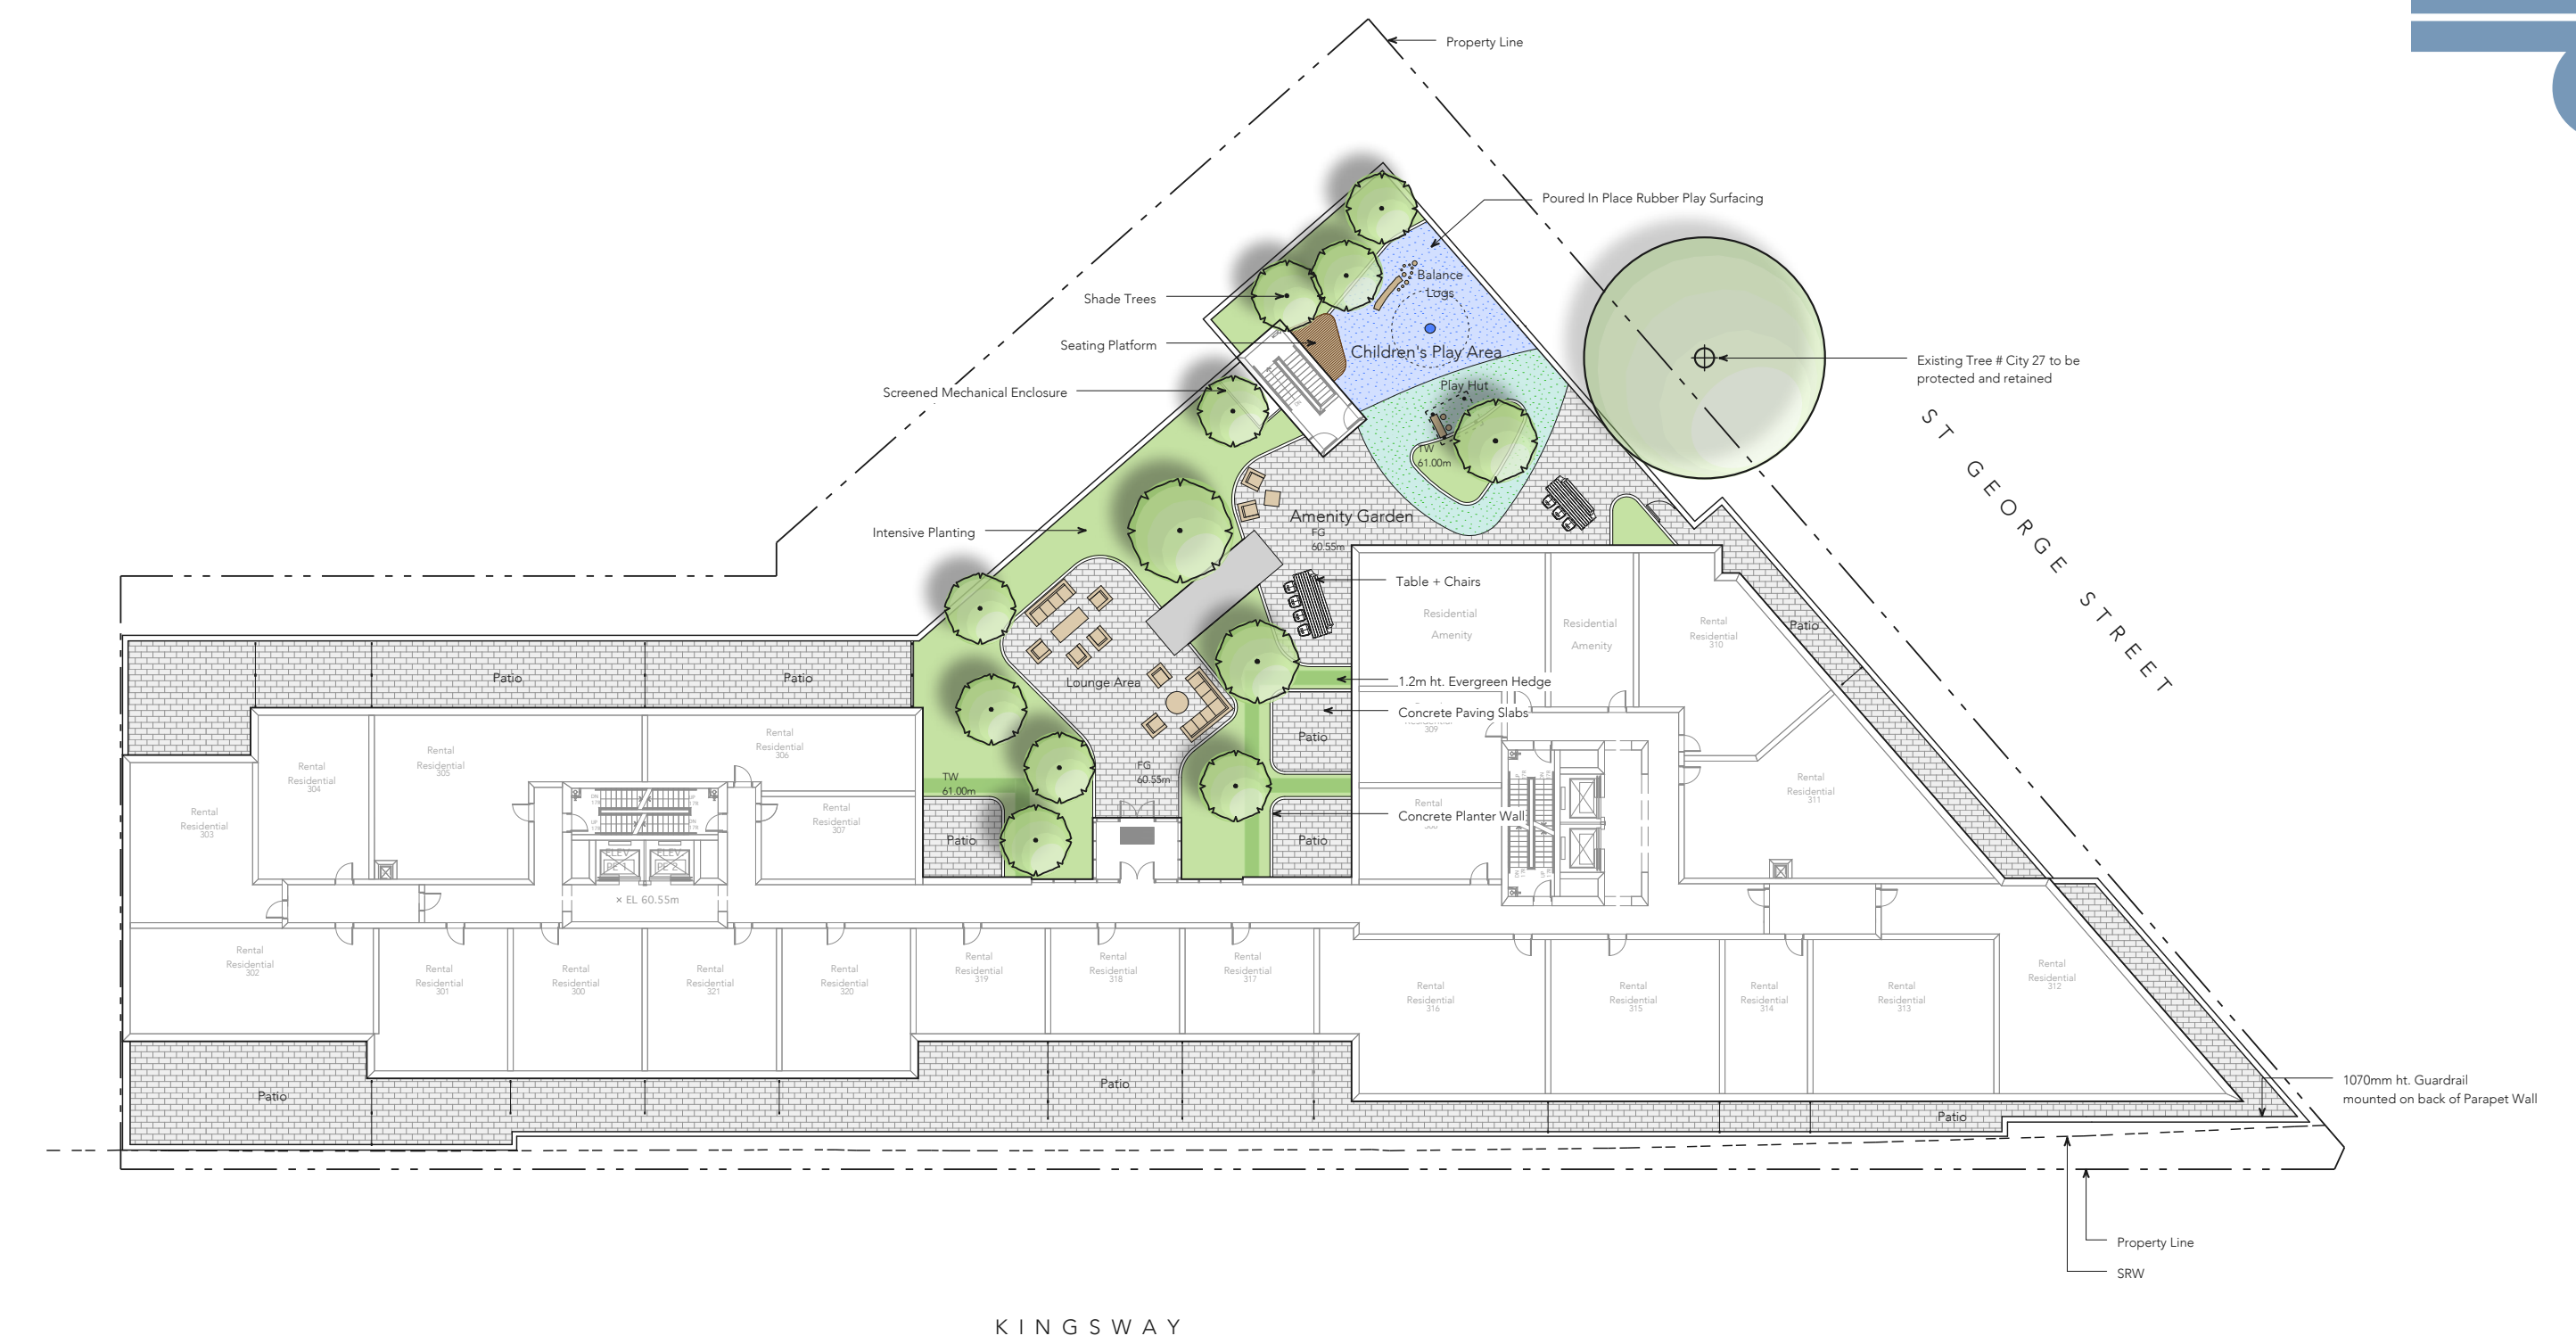 Property Line
Poured In Place Rubber Play Surfacing
Balance
Logs
Shade Trees
Seating Platform
Children's Play Area
Existing Tree # City 27 to be
protected and retained
Play Hut
Screened Mechanical Enclosure
ST GEORGE STREET
TW
61.00m
Amenity Garden
FG
60.55m
Intensive Planting
Table + Chairs
Residential
Amenity
Residential
Amenity
Rental
Residential
310
Patio
Patio
Patio
Lounge Area
1.2m ht. Evergreen Hedge
Concrete Paving Slabs
309
Patio
Rental
Residential
306
Rental
Residential
305
Rental
Residential
304
Rental
Residential
303
Rental
Residential
307
TW
61.00m
FG
60.55m
Rental
Concrete Planter Wall
Rental
Residential
311
Patio
Patio
ELEV
PE 1
ELEV
PE 2
× EL 60.55m
Rental
Residential
302
Rental
Residential
301
Rental
Residential
300
Rental
Residential
321
Rental
Residential
320
Rental
Residential
319
Rental
Residential
318
Rental
Residential
317
Rental
Residential
316
Rental
Residential
315
Rental
Residential
314
Rental
Residential
313
Rental
Residential
312
Patio
Patio
Patio
1070mm ht. Guardrail
mounted on back of Parapet Wall
Property Line
SRW
KINGSWAY